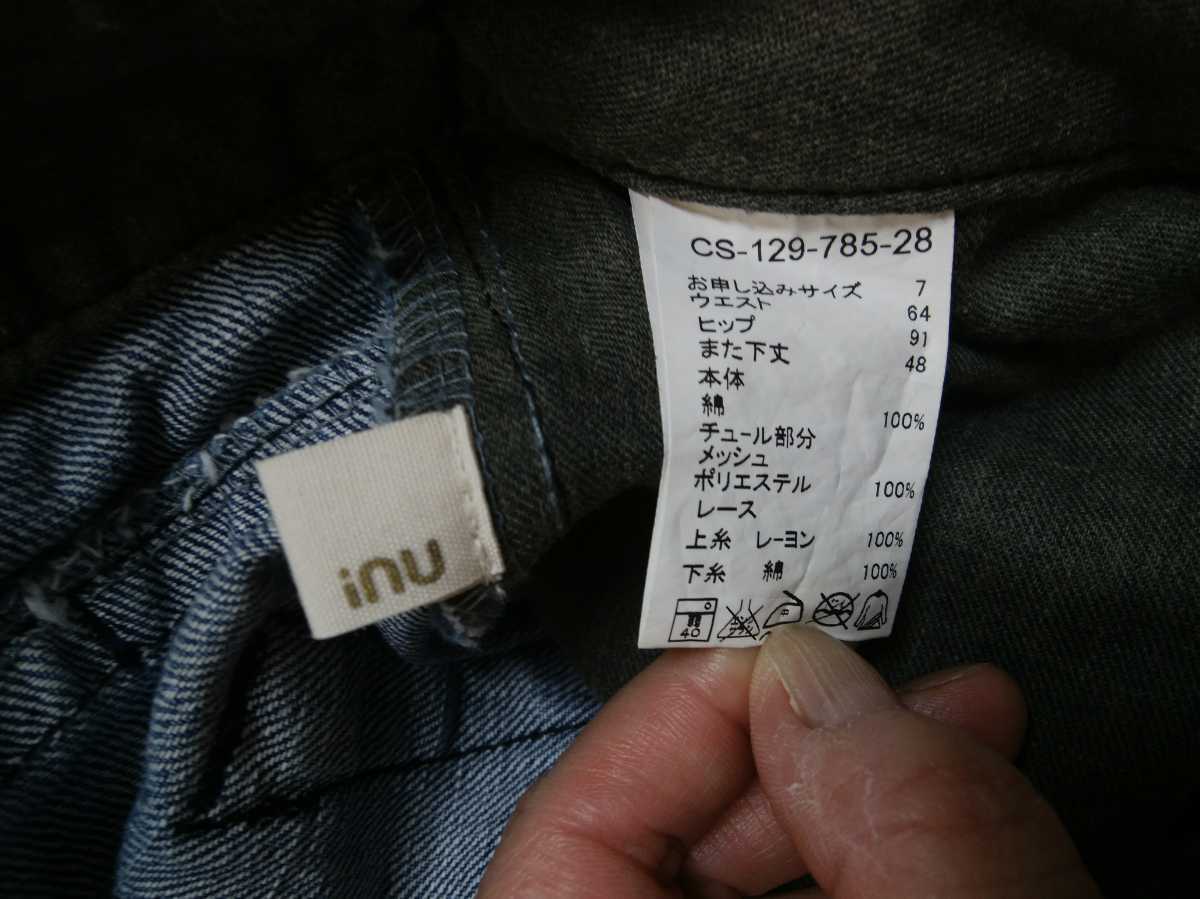 CS-129-785-28
お申し込みサイズ 7
ウエスト 64
ヒップ 91
また下丈 48
本体
綿 100%
チュール部分
メッシュ
ポリエステル 100%
レース
上糸 レーヨン 100%
下糸 綿 100%
40
inu